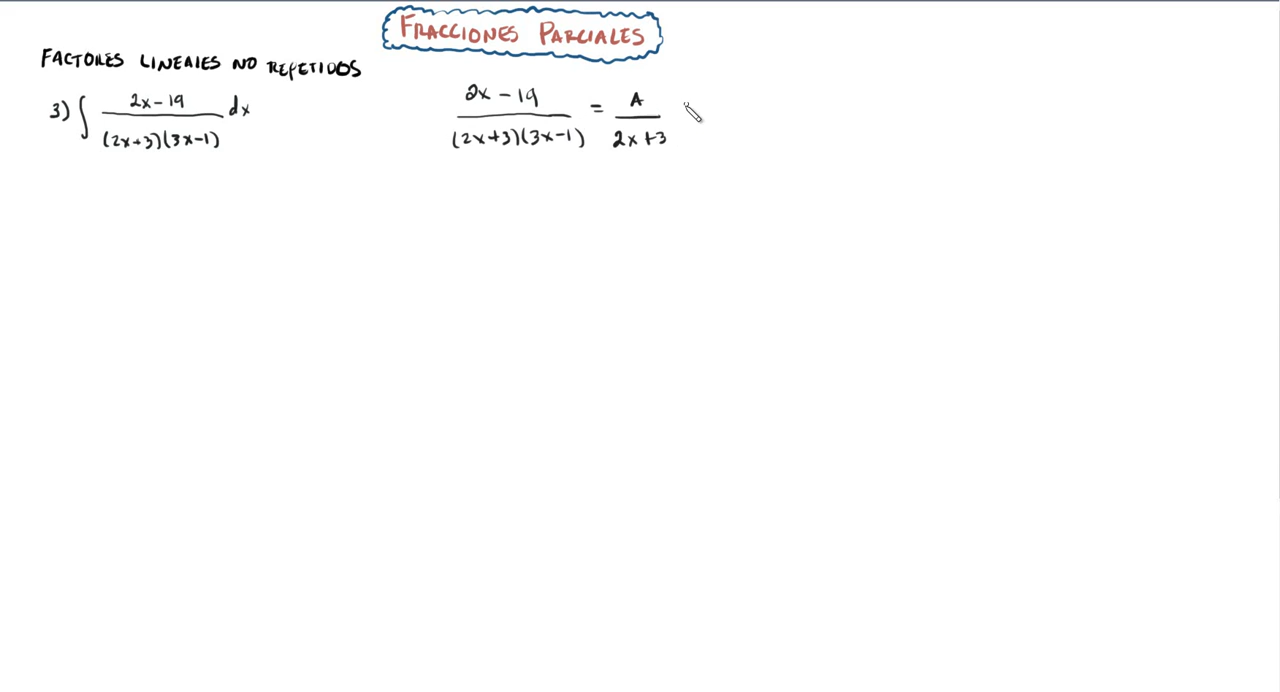 FRACCIONES PARCIALES
FACTORES LINEALES NO REPETIDOS
3) ∫ (2x-19)/((2x+3)(3x-1)) dx
(2x-19)/((2x+3)(3x-1)) = A/(2x+3)